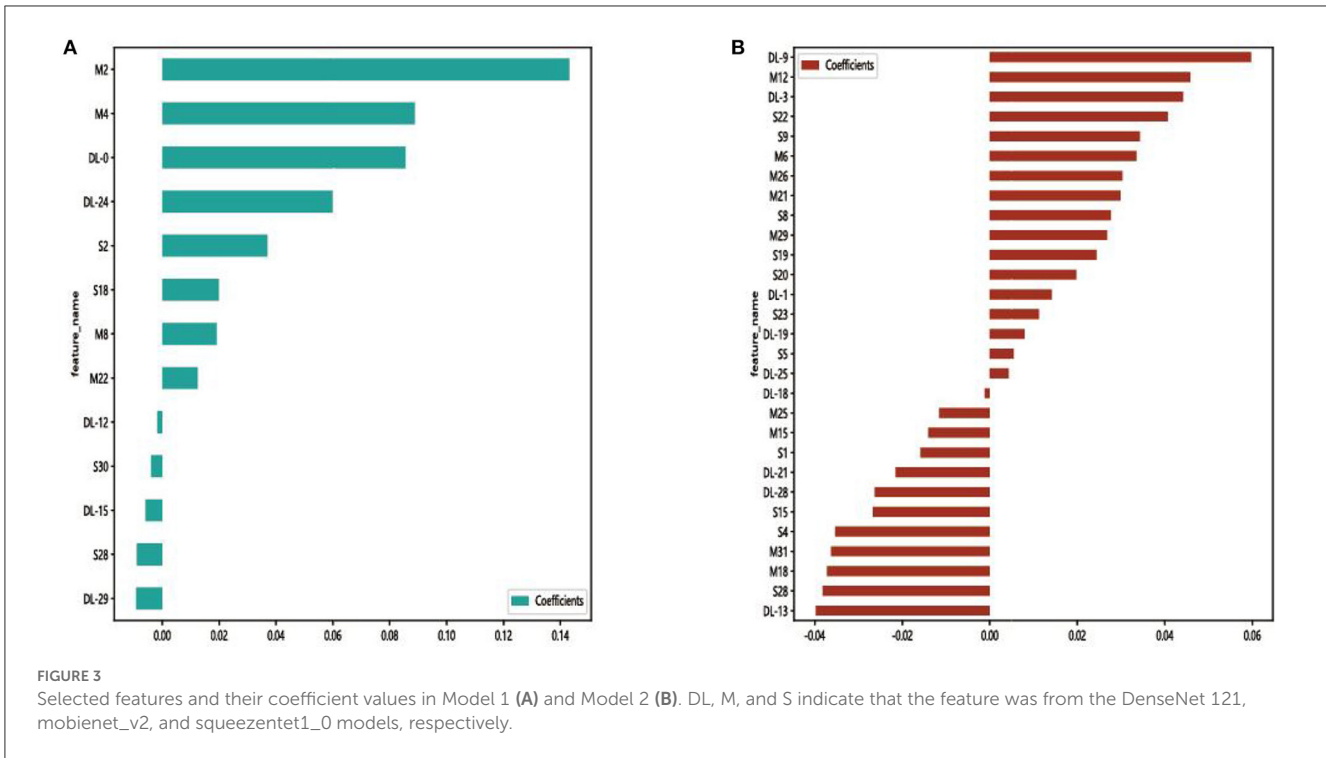 A
M2
M4
DL-0
DL-24
S2
S18
M8
M22
DL-12
S30
DL-15
S28
DL-29
feature_name
Coefficients
0.00 0.02 0.04 0.06 0.08 0.10 0.12 0.14
B
DL-9
M12
DL-3
S22
S9
M6
M26
M21
S8
M29
S19
S20
DL-1
S23
DL-19
S5
DL-25
DL-18
M25
M15
S1
DL-21
DL-28
S15
S4
M31
M18
S28
DL-13
feature_name
Coefficients
-0.04 -0.02 0.00 0.02 0.04 0.06
FIGURE 3
Selected features and their coefficient values in Model 1 (A) and Model 2 (B). DL, M, and S indicate that the feature was from the DenseNet 121,
mobienet_v2, and squeezentet1_0 models, respectively.